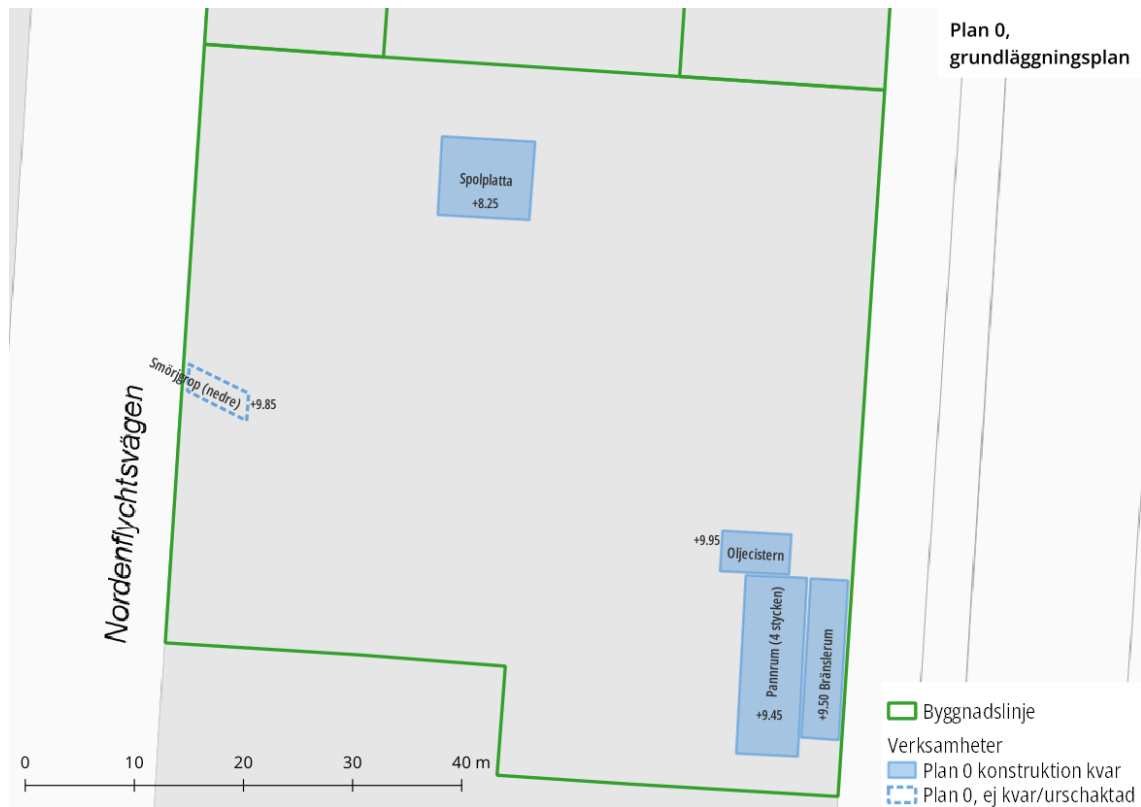 Plan 0,
grundläggningsplan
Spolplatta
+8.25
Smörjgrop (nedre)
+9.85
Nordenflychtsvägen
+9.95
Oljecistern
Pannrum (4 stycken)
+9.45
+9.50 Bränslerum
0 10 20 30 40 m
Byggnadslinje
Verksamheter
Plan 0 konstruktion kvar
Plan 0, ej kvar/urschaktad